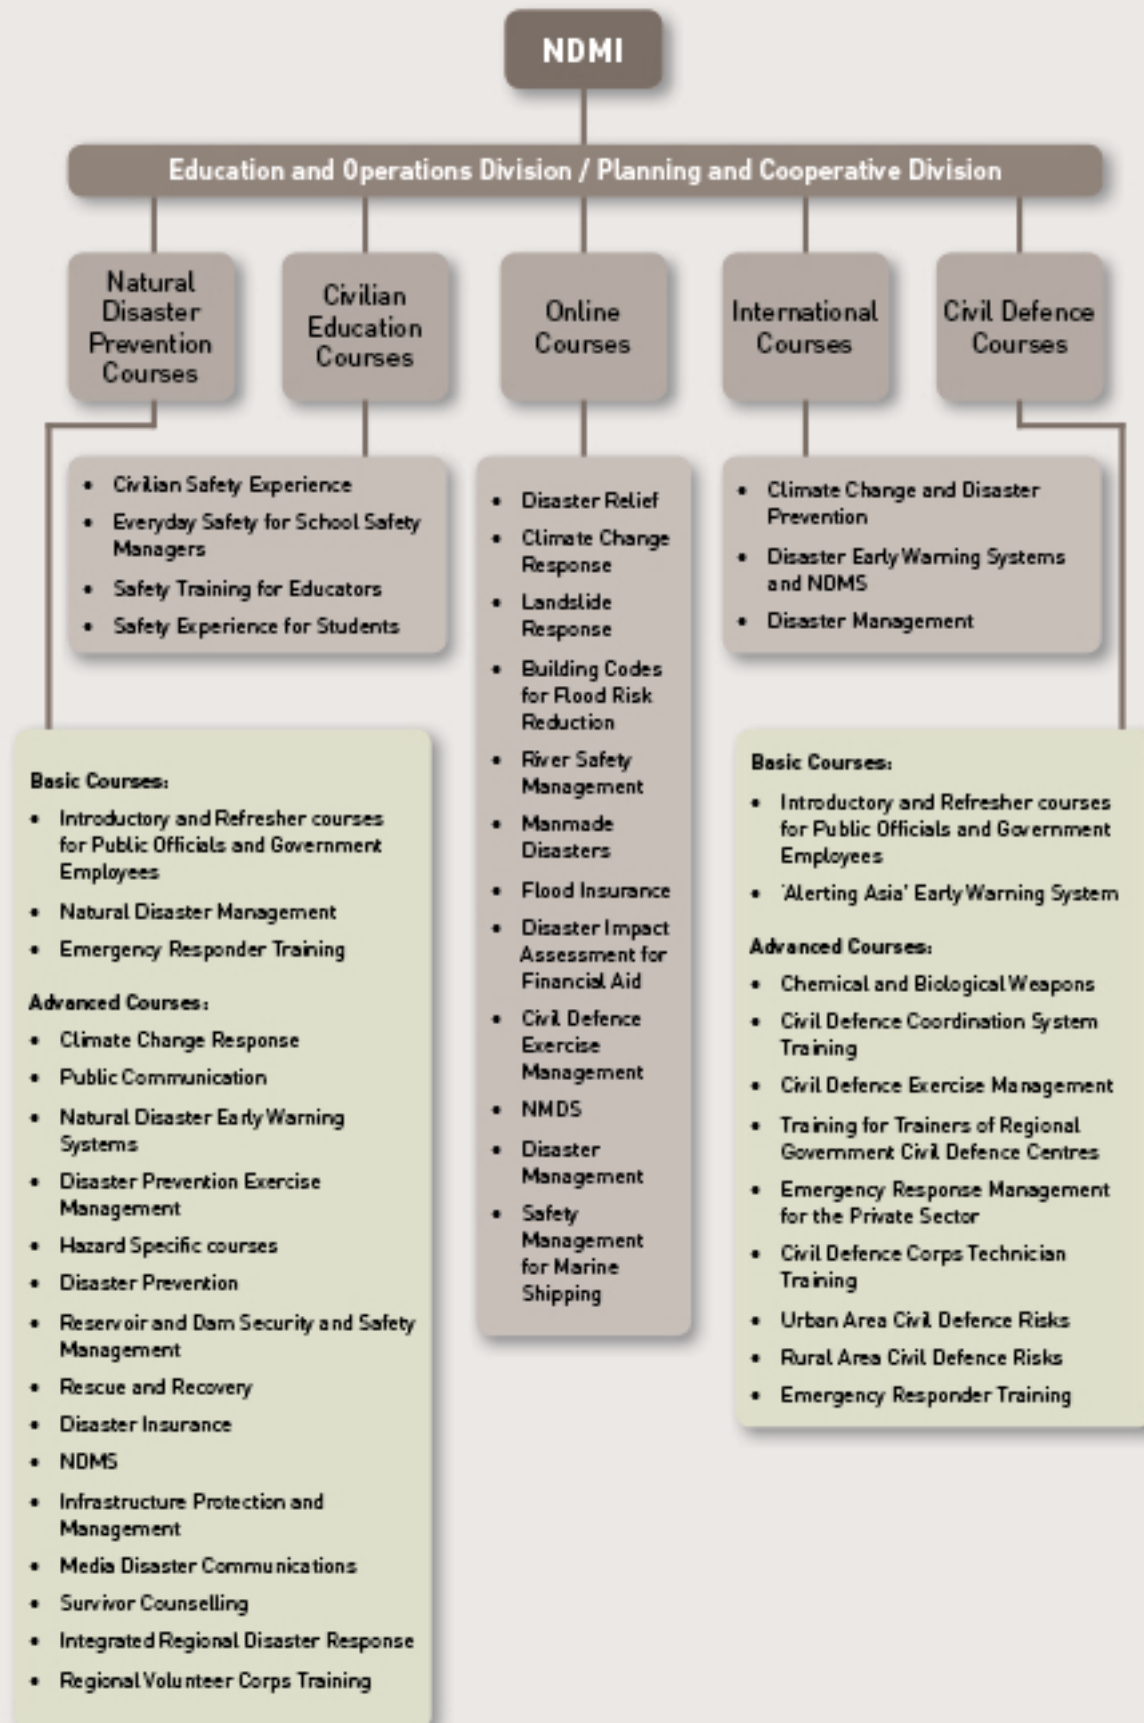 NDMI
Education and Operations Division / Planning and Cooperative Division
Natural
Disaster
Prevention
Courses
Civilian
Education
Courses
Online
Courses
International
Courses
Civil Defence
Courses
• Civilian Safety Experience
• Everyday Safety for School Safety
Managers
• Safety Training for Educators
• Safety Experience for Students
• Disaster Relief
• Climate Change
Response
• Landslide
Response
• Building Codes
for Flood Risk
Reduction
• River Safety
Management
• Manmade
Disasters
• Flood Insurance
• Disaster Impact
Assessment for
Financial Aid
• Civil Defence
Exercise
Management
• NMDS
• Disaster
Management
• Safety
Management
for Marine
Shipping
• Climate Change and Disaster
Prevention
• Disaster Early Warning Systems
and NDMS
• Disaster Management
Basic Courses:
• Introductory and Refresher courses
for Public Officials and Government
Employees
• Natural Disaster Management
• Emergency Responder Training
Advanced Courses:
• Climate Change Response
• Public Communication
• Natural Disaster Early Warning
Systems
• Disaster Prevention Exercise
Management
• Hazard Specific courses
• Disaster Prevention
• Reservoir and Dam Security and Safety
Management
• Rescue and Recovery
• Disaster Insurance
• NDMS
• Infrastructure Protection and
Management
• Media Disaster Communications
• Survivor Counselling
• Integrated Regional Disaster Response
• Regional Volunteer Corps Training
Basic Courses:
• Introductory and Refresher courses
for Public Officials and Government
Employees
• 'Alerting Asia' Early Warning System
Advanced Courses:
• Chemical and Biological Weapons
• Civil Defence Coordination System
Training
• Civil Defence Exercise Management
• Training for Trainers of Regional
Government Civil Defence Centres
• Emergency Response Management
for the Private Sector
• Civil Defence Corps Technician
Training
• Urban Area Civil Defence Risks
• Rural Area Civil Defence Risks
• Emergency Responder Training